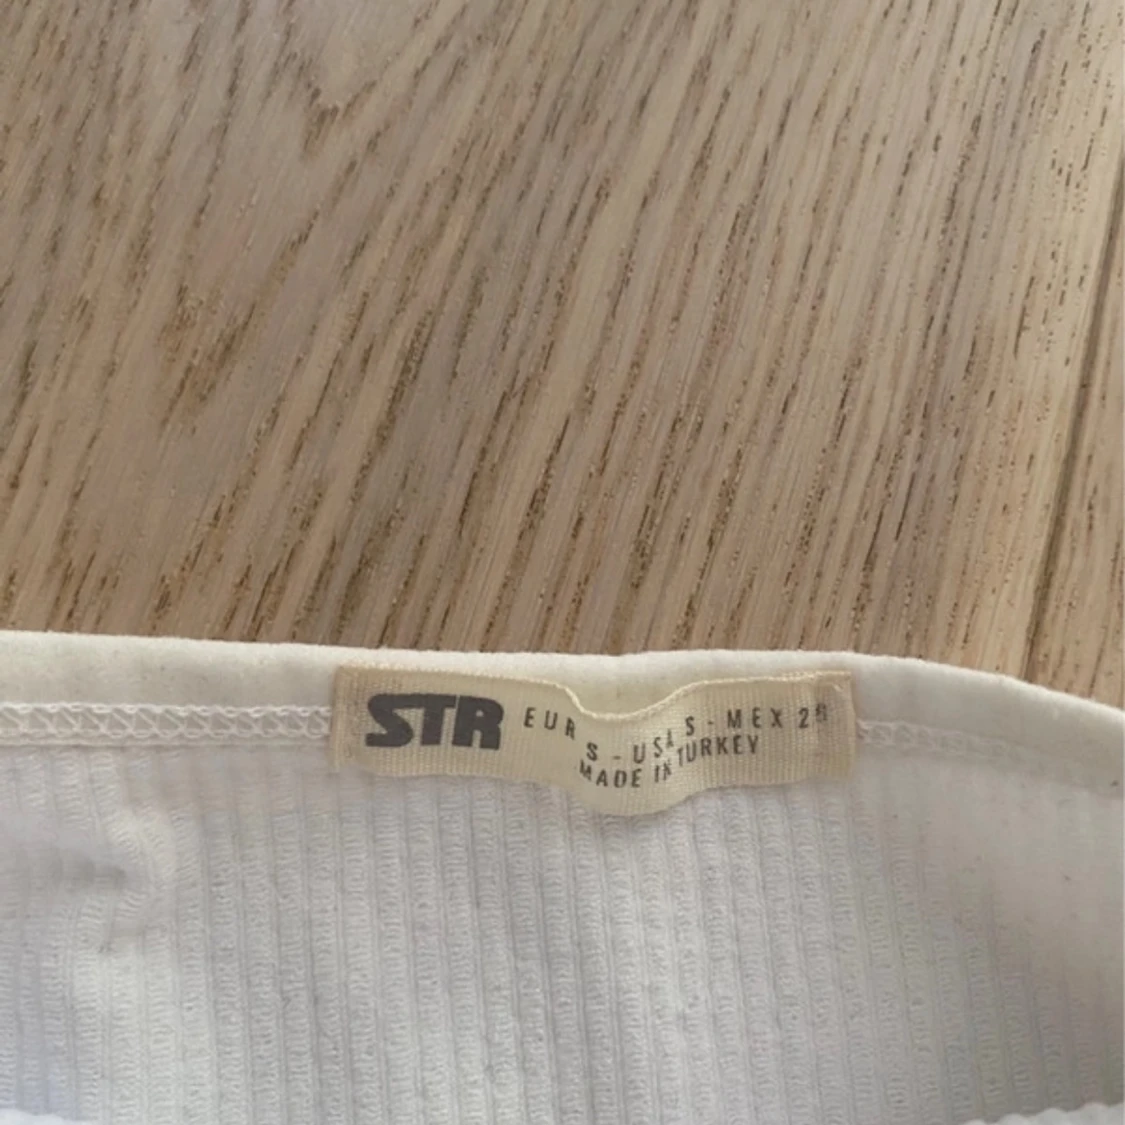 STR EUR S - USA S - MEX
MADE IN TURKEY